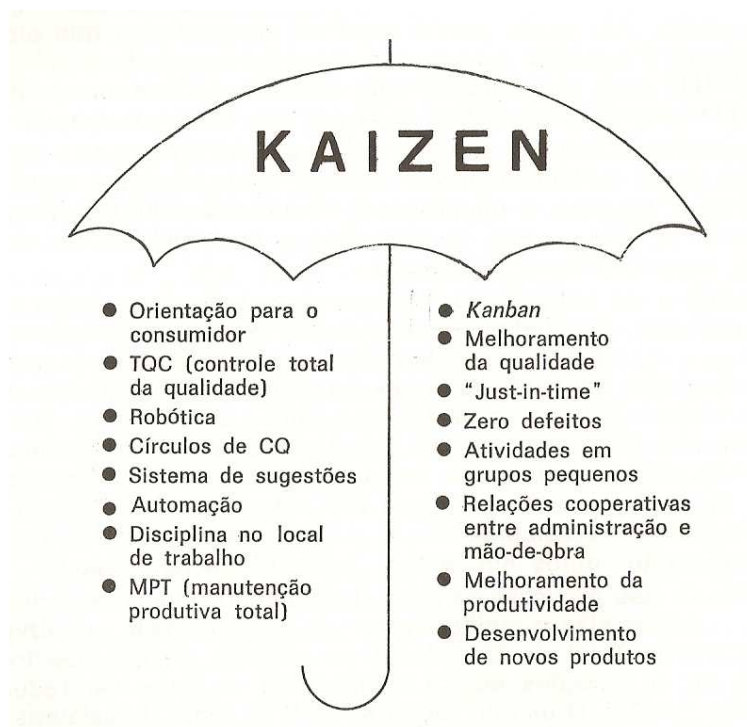 KAIZEN
● Orientação para o
consumidor
● TQC (controle total
da qualidade)
● Robótica
● Círculos de CQ
● Sistema de sugestões
● Automação
● Disciplina no local
de trabalho
● MPT (manutenção
produtiva total)
● Kanban
● Melhoramento
da qualidade
● "Just-in-time"
● Zero defeitos
● Atividades em
grupos pequenos
● Relações cooperativas
entre administração e
mão-de-obra
● Melhoramento da
produtividade
● Desenvolvimento
de novos produtos